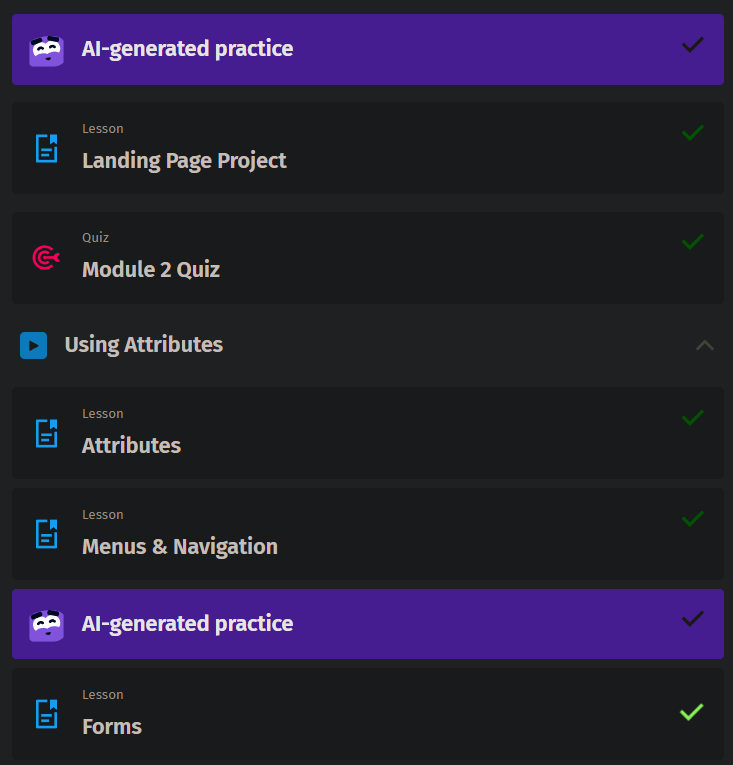 AI-generated practice
Lesson
Landing Page Project
Quiz
Module 2 Quiz
Using Attributes
Lesson
Attributes
Lesson
Menus & Navigation
AI-generated practice
Lesson
Forms